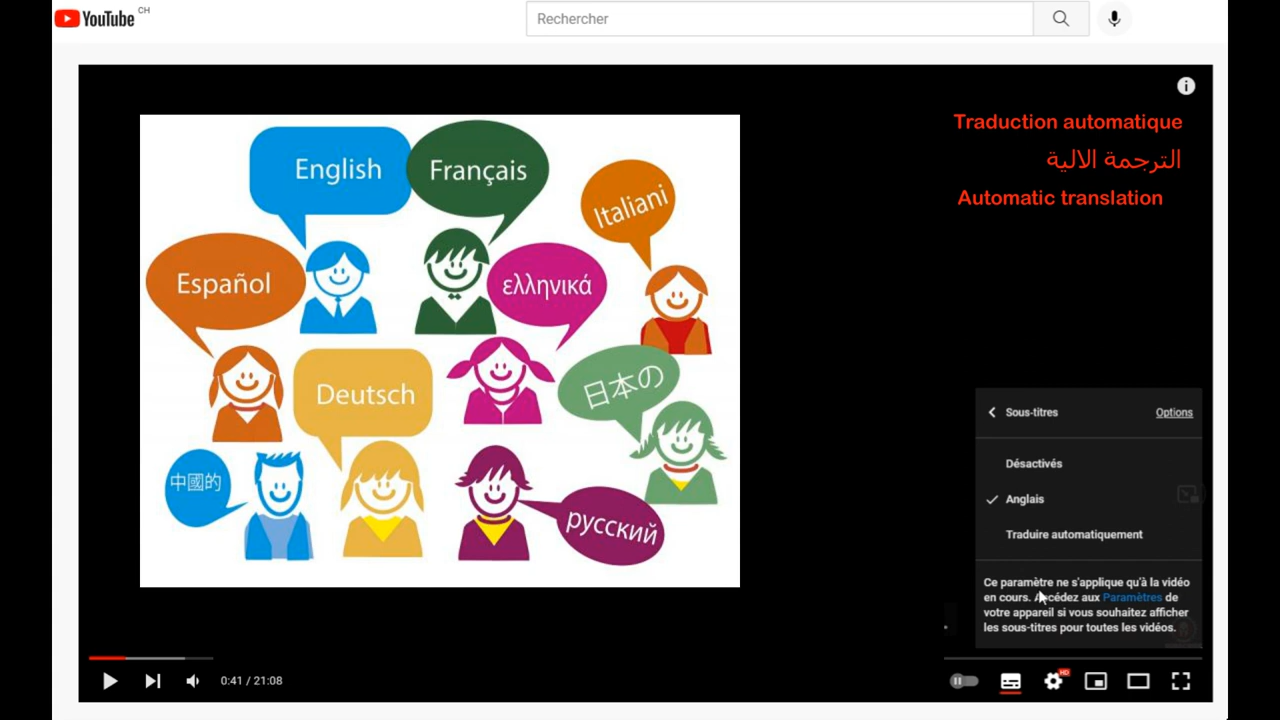 YouTube CH
Rechercher
Traduction automatique
الترجمة الالية
Automatic translation
English
Français
Italiani
Español
ελληνικά
Deutsch
日本の
中國的
русский
Sous-titres Options
Désactivés
Anglais
Traduire automatiquement
Ce paramètre ne s'applique qu'à la vidéo
en cours. Accédez aux Paramètres de
votre appareil si vous souhaitez afficher
les sous-titres pour toutes les vidéos.
0:41 / 21:08
HD